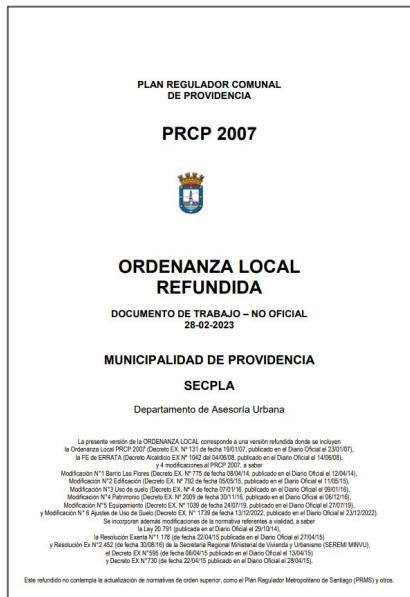 PLAN REGULADOR COMUNAL
DE PROVIDENCIA
PRCP 2007
ORDENANZA LOCAL
REFUNDIDA
DOCUMENTO DE TRABAJO – NO OFICIAL
28-02-2023
MUNICIPALIDAD DE PROVIDENCIA
SECPLA
Departamento de Asesoría Urbana
La presente versión de la ORDENANZA LOCAL corresponde a una versión refundida donde se incluyen
la Ordenanza Local PRCP 2007 (Decreto EX. Nº 131 de fecha 19/01/07, publicado en el Diario Oficial el 23/01/07),
la FE de ERRATA (Decreto Alcaldicio EX Nº 1042 del 04/06/08, publicado en el Diario Oficial el 14/06/08),
y 4 modificaciones al PRCP 2007, a saber
Modificación N°1 Barrio Las Flores (Decreto EX. Nº 775 de fecha 08/04/14, publicado en el Diario Oficial el 12/04/14),
Modificación N°2 Edificación (Decreto EX. Nº 792 de fecha 05/05/15, publicado en el Diario Oficial el 11/05/15),
Modificación N°3 Uso de suelo (Decreto EX. Nº 4 de fecha 07/01/16, publicado en el Diario Oficial el 09/01/16),
Modificación N°4 Patrimonio (Decreto EX. Nº 2009 de fecha 30/11/16, publicado en el Diario Oficial el 06/12/16),
Modificación N°5 Equipamiento (Decreto EX. Nº 1039 de fecha 24/07/19, publicado en el Diario Oficial el 27/07/19),
y Modificación N° 6 Ajustes de Uso de Suelo (Decreto EX. Nº 1739 de fecha 13/12/2022, publicado en el Diario Oficial el 23/12/2022).
Se incorporan además modificaciones de la normativa referentes a vialidad, a saber
la Ley 20.791 (publicada en el Diario Oficial el 29/10/14),
la Resolución Exenta N°1.178 (de fecha 22/04/15 publicado en el Diario Oficial el 27/04/15)
y Resolución Ex N°2.452 (de fecha 30/08/16) de la Secretaría Regional Ministerial de Vivienda y Urbanismo (SEREMI MINVU),
el Decreto EX N°595 (de fecha 08/04/15 publicado en el Diario Oficial el 13/04/15)
y Decreto EX N°730 (de fecha 22/04/15 publicado en el Diario Oficial el 28/04/15).
Este refundido no contempla la actualización de normativas de orden superior, como el Plan Regulador Metropolitano de Santiago (PRMS) y otros.